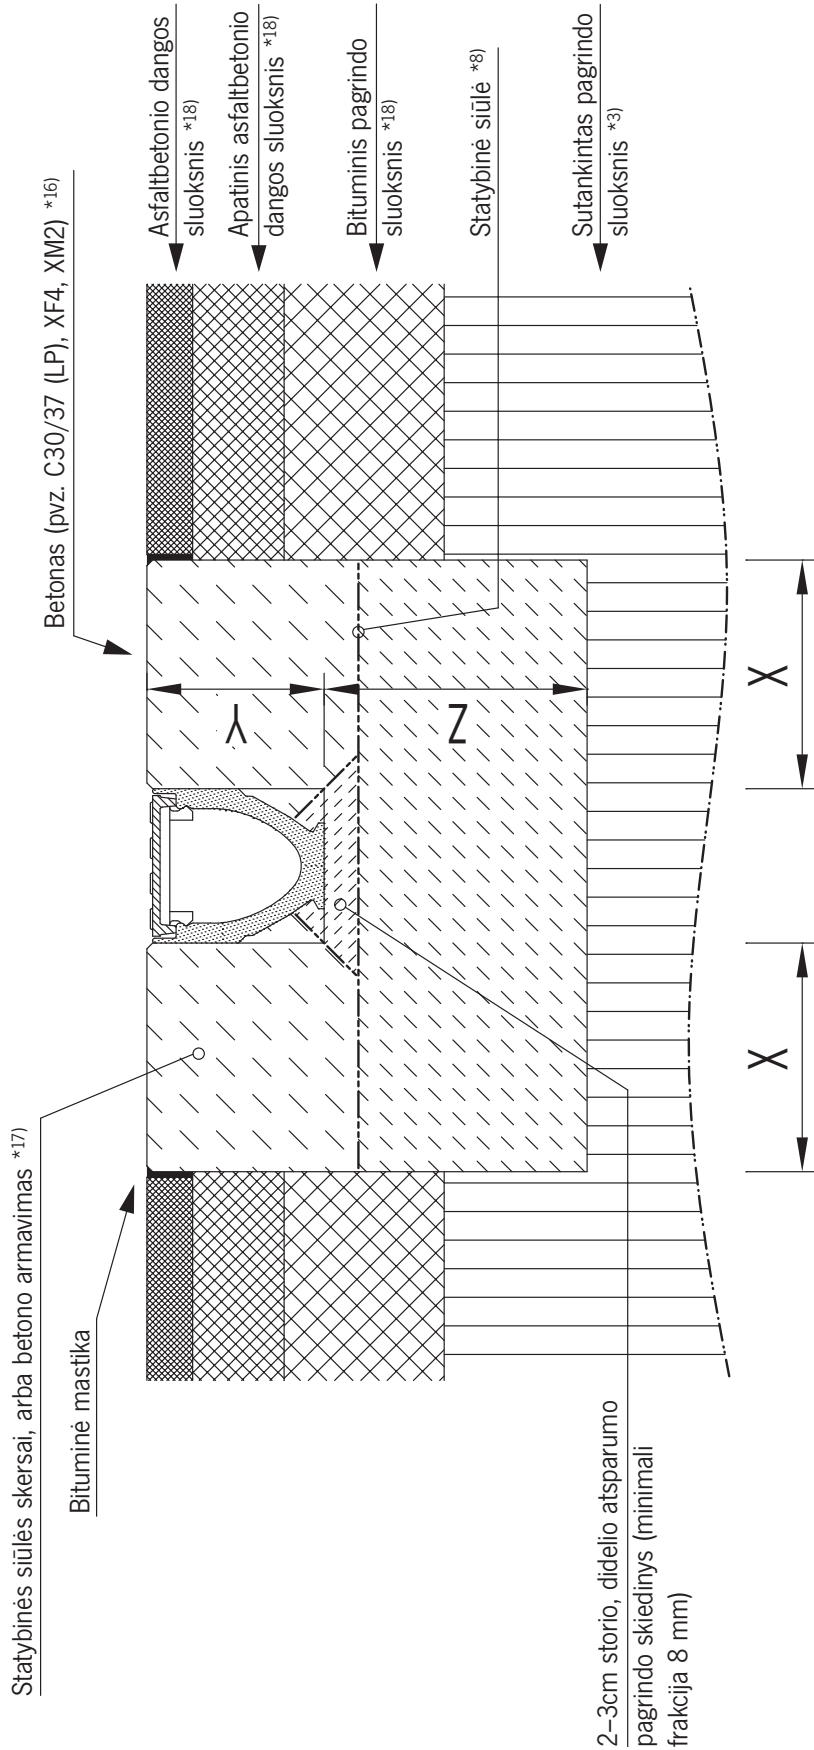 Statybinės siūlės skersai, arba betono armavimas *17)
Bituminė mastika
Betonas (pvz. C30/37 (LP), XF4, XM2) *16)
Asfaltbetonio dangos
sluoksnis *18)
Apatinis asfaltbetonio
dangos sluoksnis *18)
Bituminis pagrindo
sluoksnis *18)
Statybinė siūlė *8)
Sutankintas pagrindo
sluoksnis *3)
Y
Z
X
X
2–3cm storio, didelio atsparumo
pagrindo skiedinys (minimali
frakcija 8 mm)